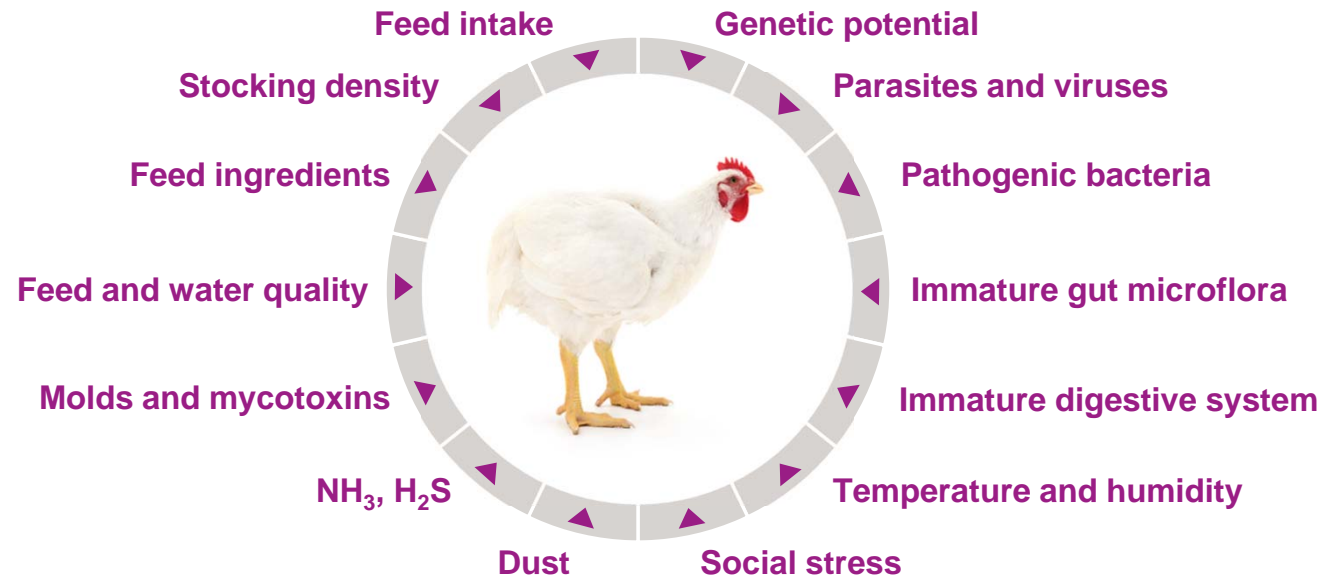 Feed intake
Genetic potential
Stocking density
Parasites and viruses
Feed ingredients
Pathogenic bacteria
Feed and water quality
Immature gut microflora
Molds and mycotoxins
Immature digestive system
NH₃, H₂S
Temperature and humidity
Dust
Social stress